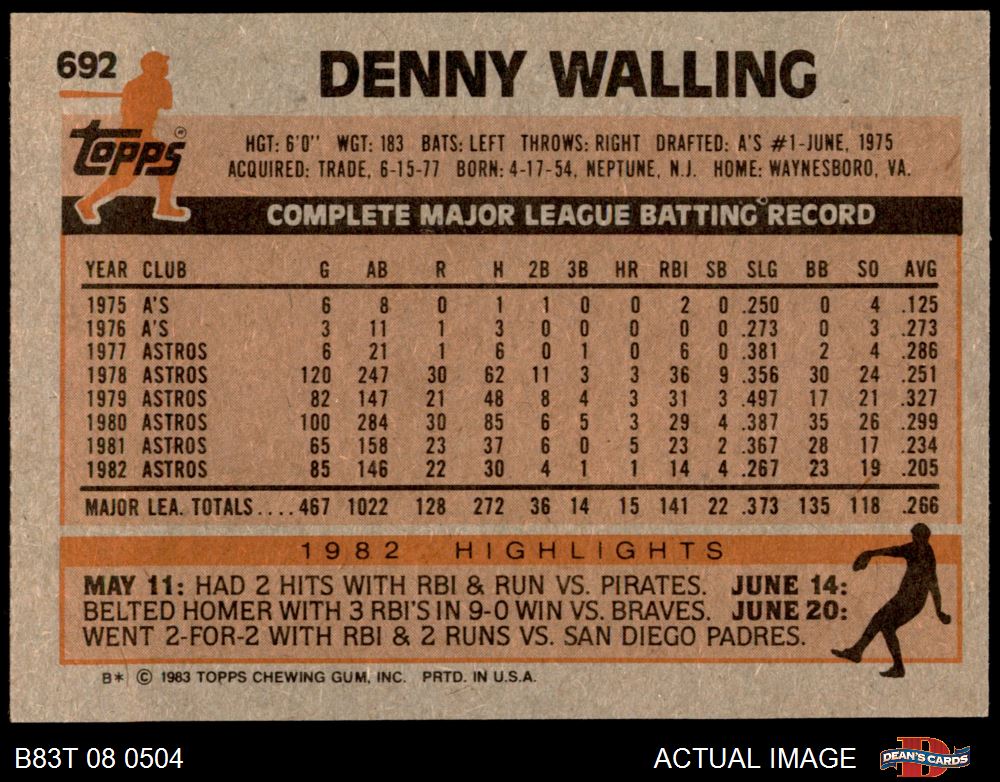 692
DENNY WALLING
Topps ®
HGT: 6'0" WGT: 183 BATS: LEFT THROWS: RIGHT DRAFTED: A'S #1-JUNE, 1975
ACQUIRED: TRADE, 6-15-77 BORN: 4-17-54, NEPTUNE, N.J. HOME: WAYNESBORO, VA.
COMPLETE MAJOR LEAGUE BATTING RECORD
YEAR CLUB G AB R H 2B 3B HR RBI SB SLG BB SO AVG
1975 A'S 6 8 0 1 1 0 0 2 0 .250 0 4 .125
1976 A'S 3 11 1 3 0 0 0 0 0 .273 0 3 .273
1977 ASTROS 6 21 1 6 0 1 0 6 0 .381 2 4 .286
1978 ASTROS 120 247 30 62 11 3 3 36 9 .356 30 24 .251
1979 ASTROS 82 147 21 48 8 4 3 31 3 .497 17 21 .327
1980 ASTROS 100 284 30 85 6 5 3 29 4 .387 35 26 .299
1981 ASTROS 65 158 23 37 6 0 5 23 2 .367 28 17 .234
1982 ASTROS 85 146 22 30 4 1 1 14 4 .267 23 19 .205
MAJOR LEA. TOTALS....467 1022 128 272 36 14 15 141 22 .373 135 118 .266
1982 HIGHLIGHTS
MAY 11: HAD 2 HITS WITH RBI & RUN VS. PIRATES. JUNE 14:
BELTED HOMER WITH 3 RBI'S IN 9-0 WIN VS. BRAVES. JUNE 20:
WENT 2-FOR-2 WITH RBI & 2 RUNS VS. SAN DIEGO PADRES.
B* © 1983 TOPPS CHEWING GUM, INC. PRTD. IN U.S.A.
B83T 08 0504 ACTUAL IMAGE DEAN'S CARDS